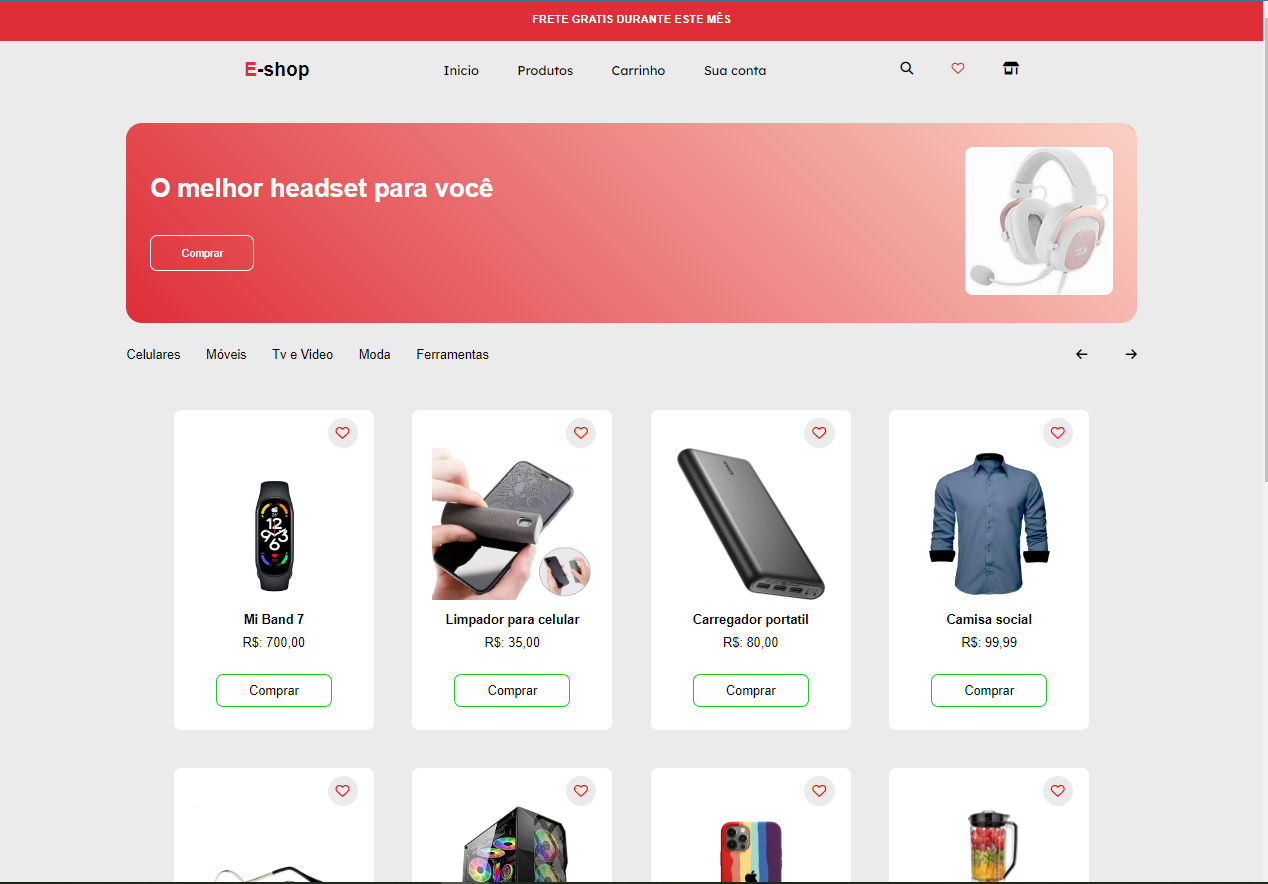 FRETE GRATIS DURANTE ESTE MÊS
E-shop
Inicio Produtos Carrinho Sua conta
O melhor headset para você
Comprar
Celulares Móveis Tv e Video Moda Ferramentas
Mi Band 7
R$: 700,00
Comprar
Limpador para celular
R$: 35,00
Comprar
Carregador portatil
R$: 80,00
Comprar
Camisa social
R$: 99,99
Comprar